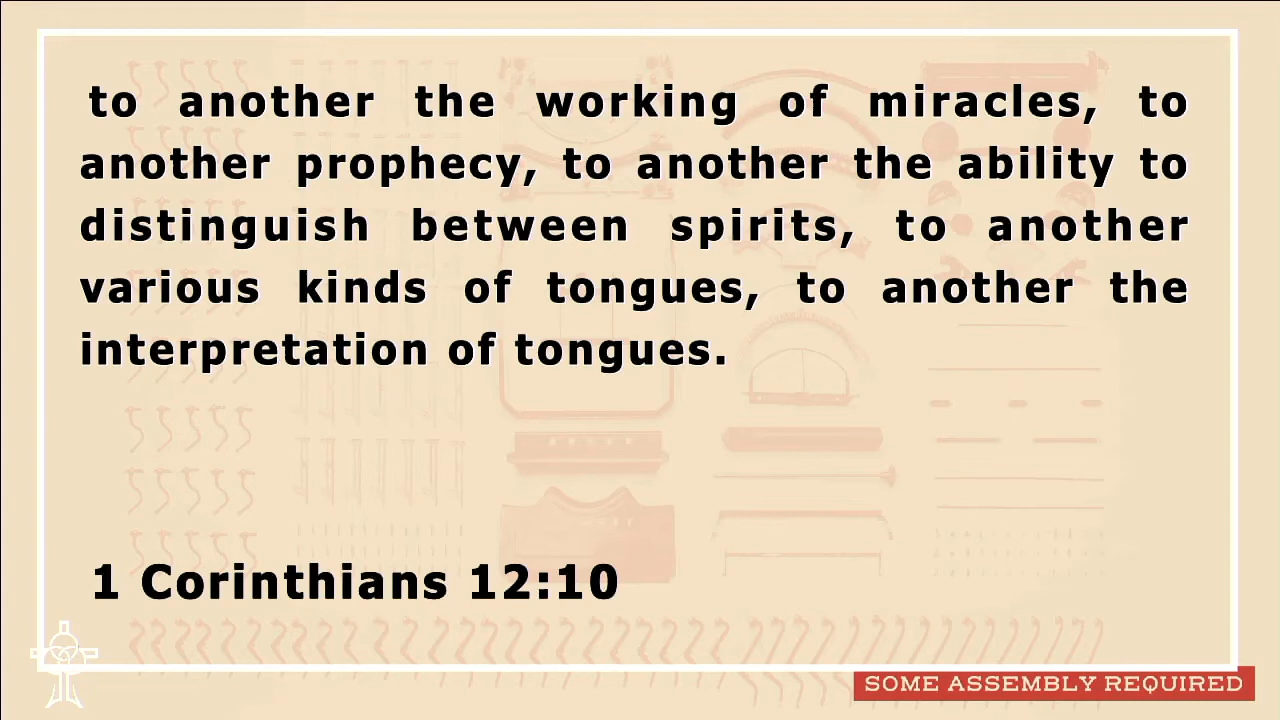 to another the working of miracles, to
another prophecy, to another the ability to
distinguish between spirits, to another
various kinds of tongues, to another the
interpretation of tongues.
1 Corinthians 12:10
SOME ASSEMBLY REQUIRED